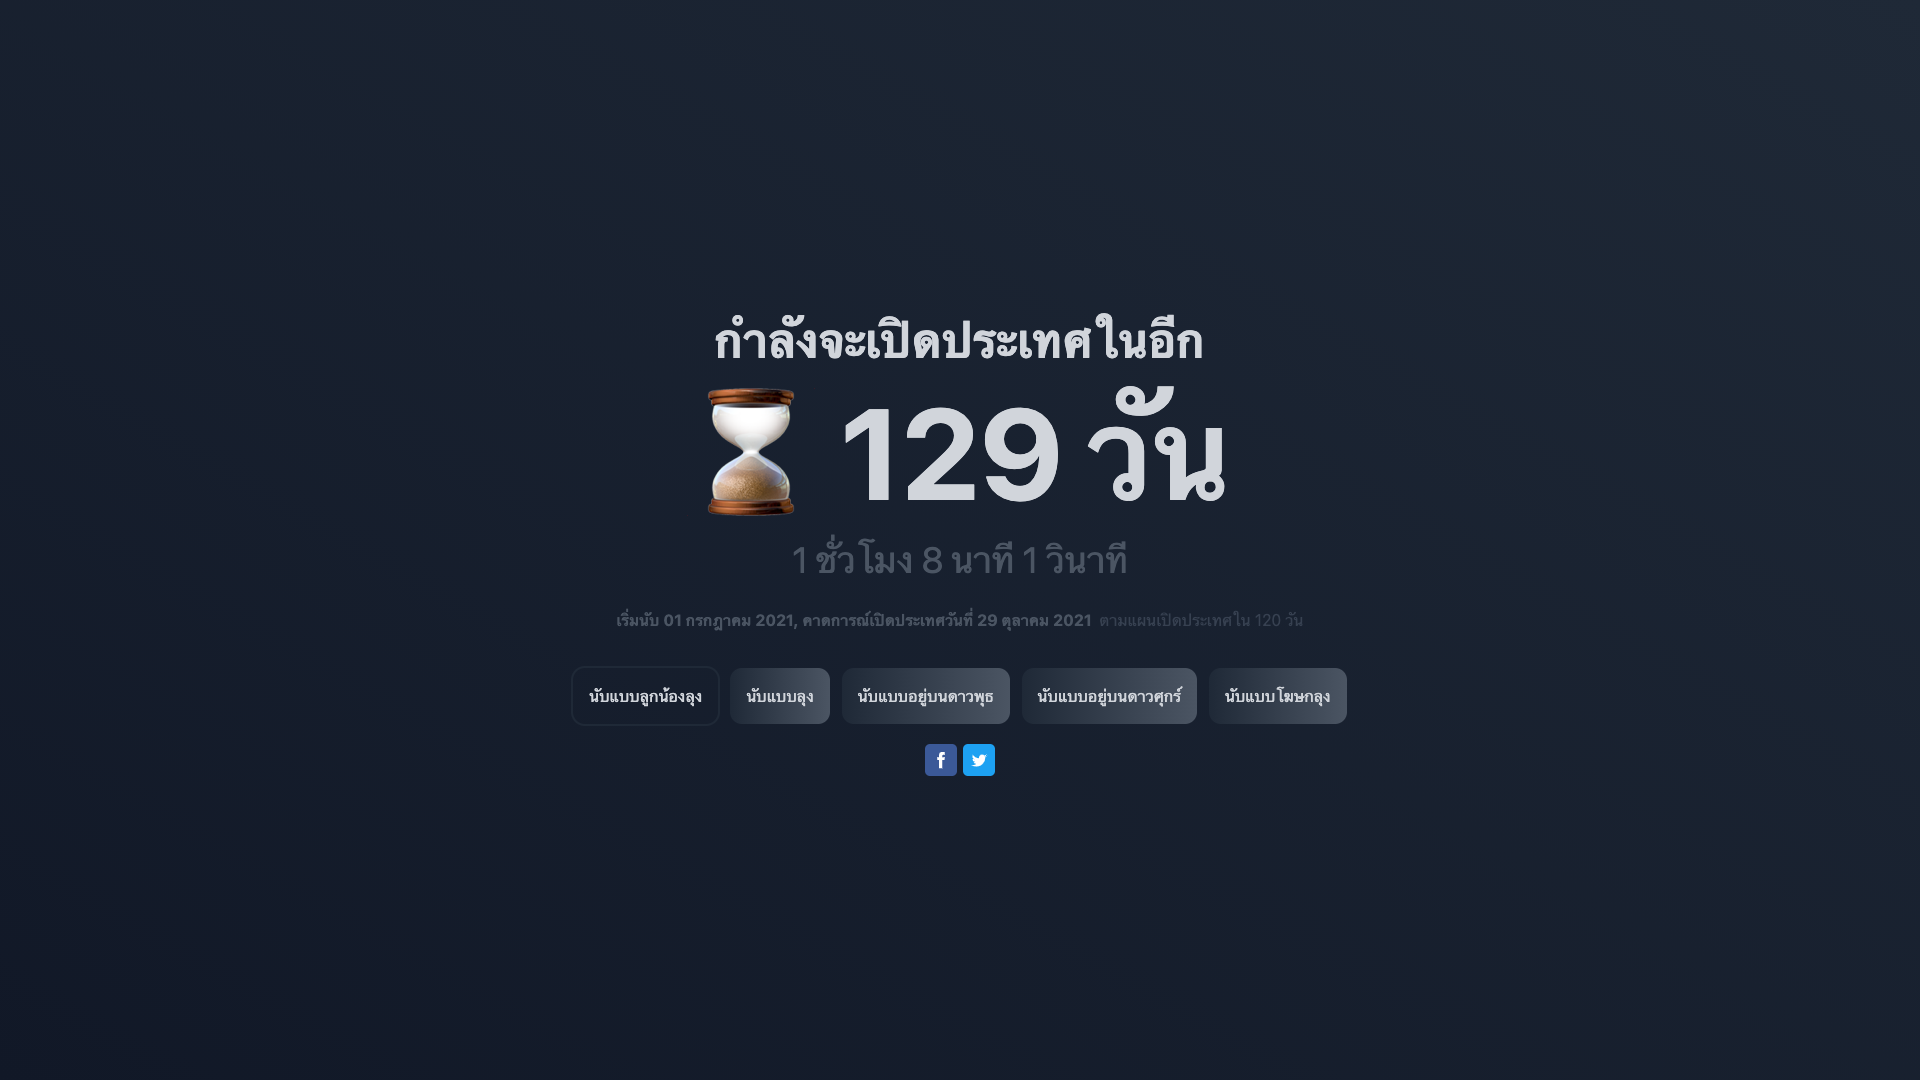 กำลังจะเปิดประเทศในอีก
129 วัน
1 ชั่วโมง 8 นาที 1 วินาที
เริ่มนับ 01 กรกฎาคม 2021, คาดการณ์เปิดประเทศวันที่ 29 ตุลาคม 2021 ตามแผนเปิดประเทศใน 120 วัน
นับแบบลูกน้องลุง นับแบบลุง นับแบบอยู่บนดาวพุธ นับแบบอยู่บนดาวศุกร์ นับแบบโฆษกลุง